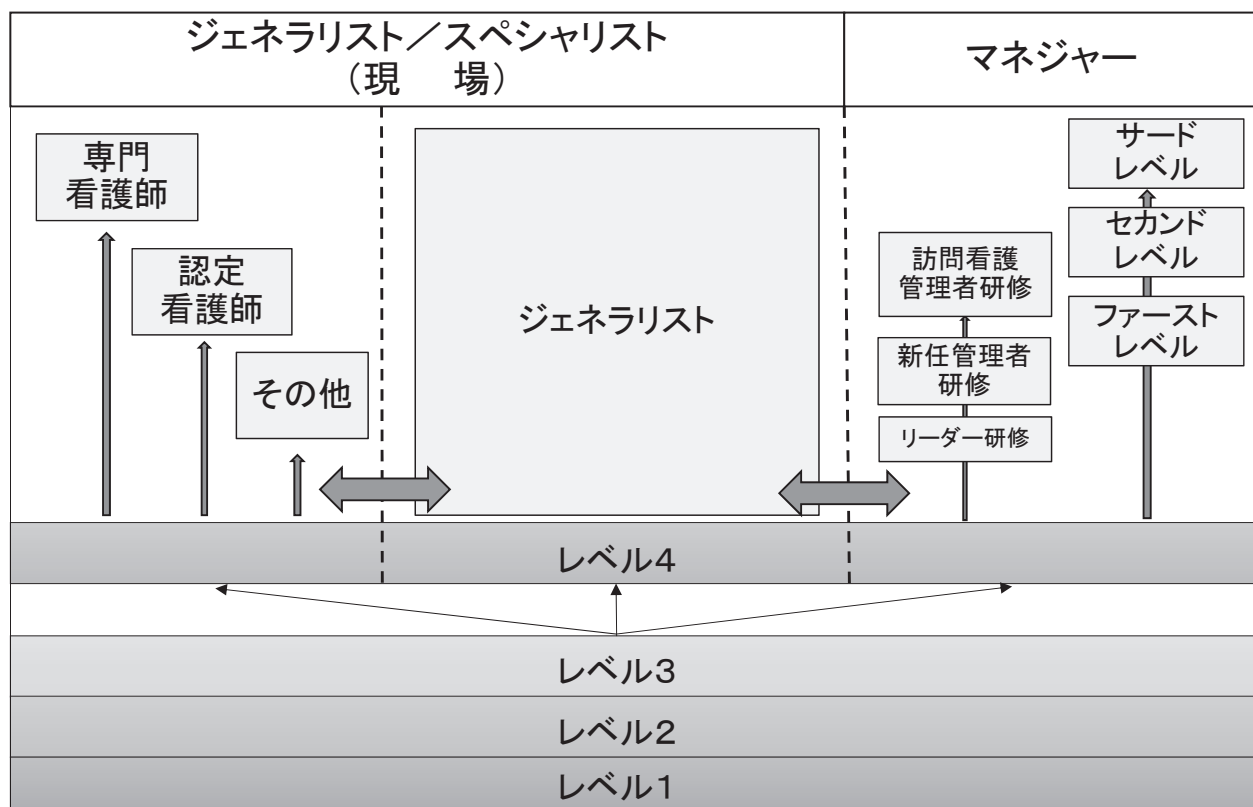 ジェネラリスト／スペシャリスト
（現　場）
マネジャー
専門
看護師
認定
看護師
その他
ジェネラリスト
訪問看護
管理者研修
新任管理者
研修
リーダー研修
サード
レベル
セカンド
レベル
ファースト
レベル
レベル４
レベル３
レベル２
レベル１